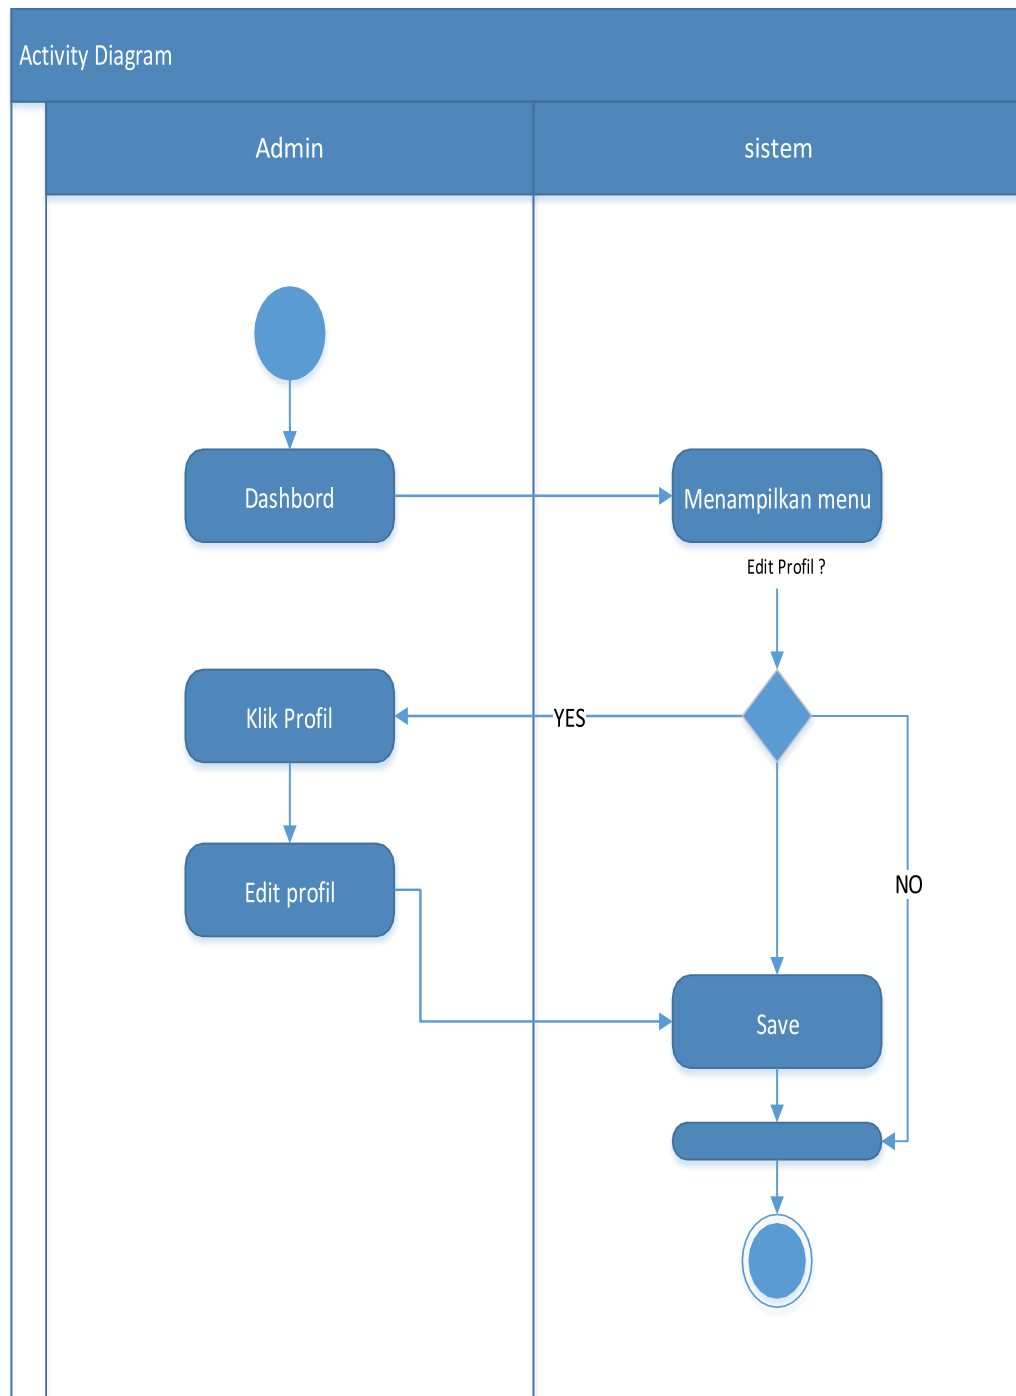 Activity Diagram
Admin
sistem
Dashbord
Menampilkan menu
Edit Profil ?
Klik Profil
YES
Edit profil
NO
Save